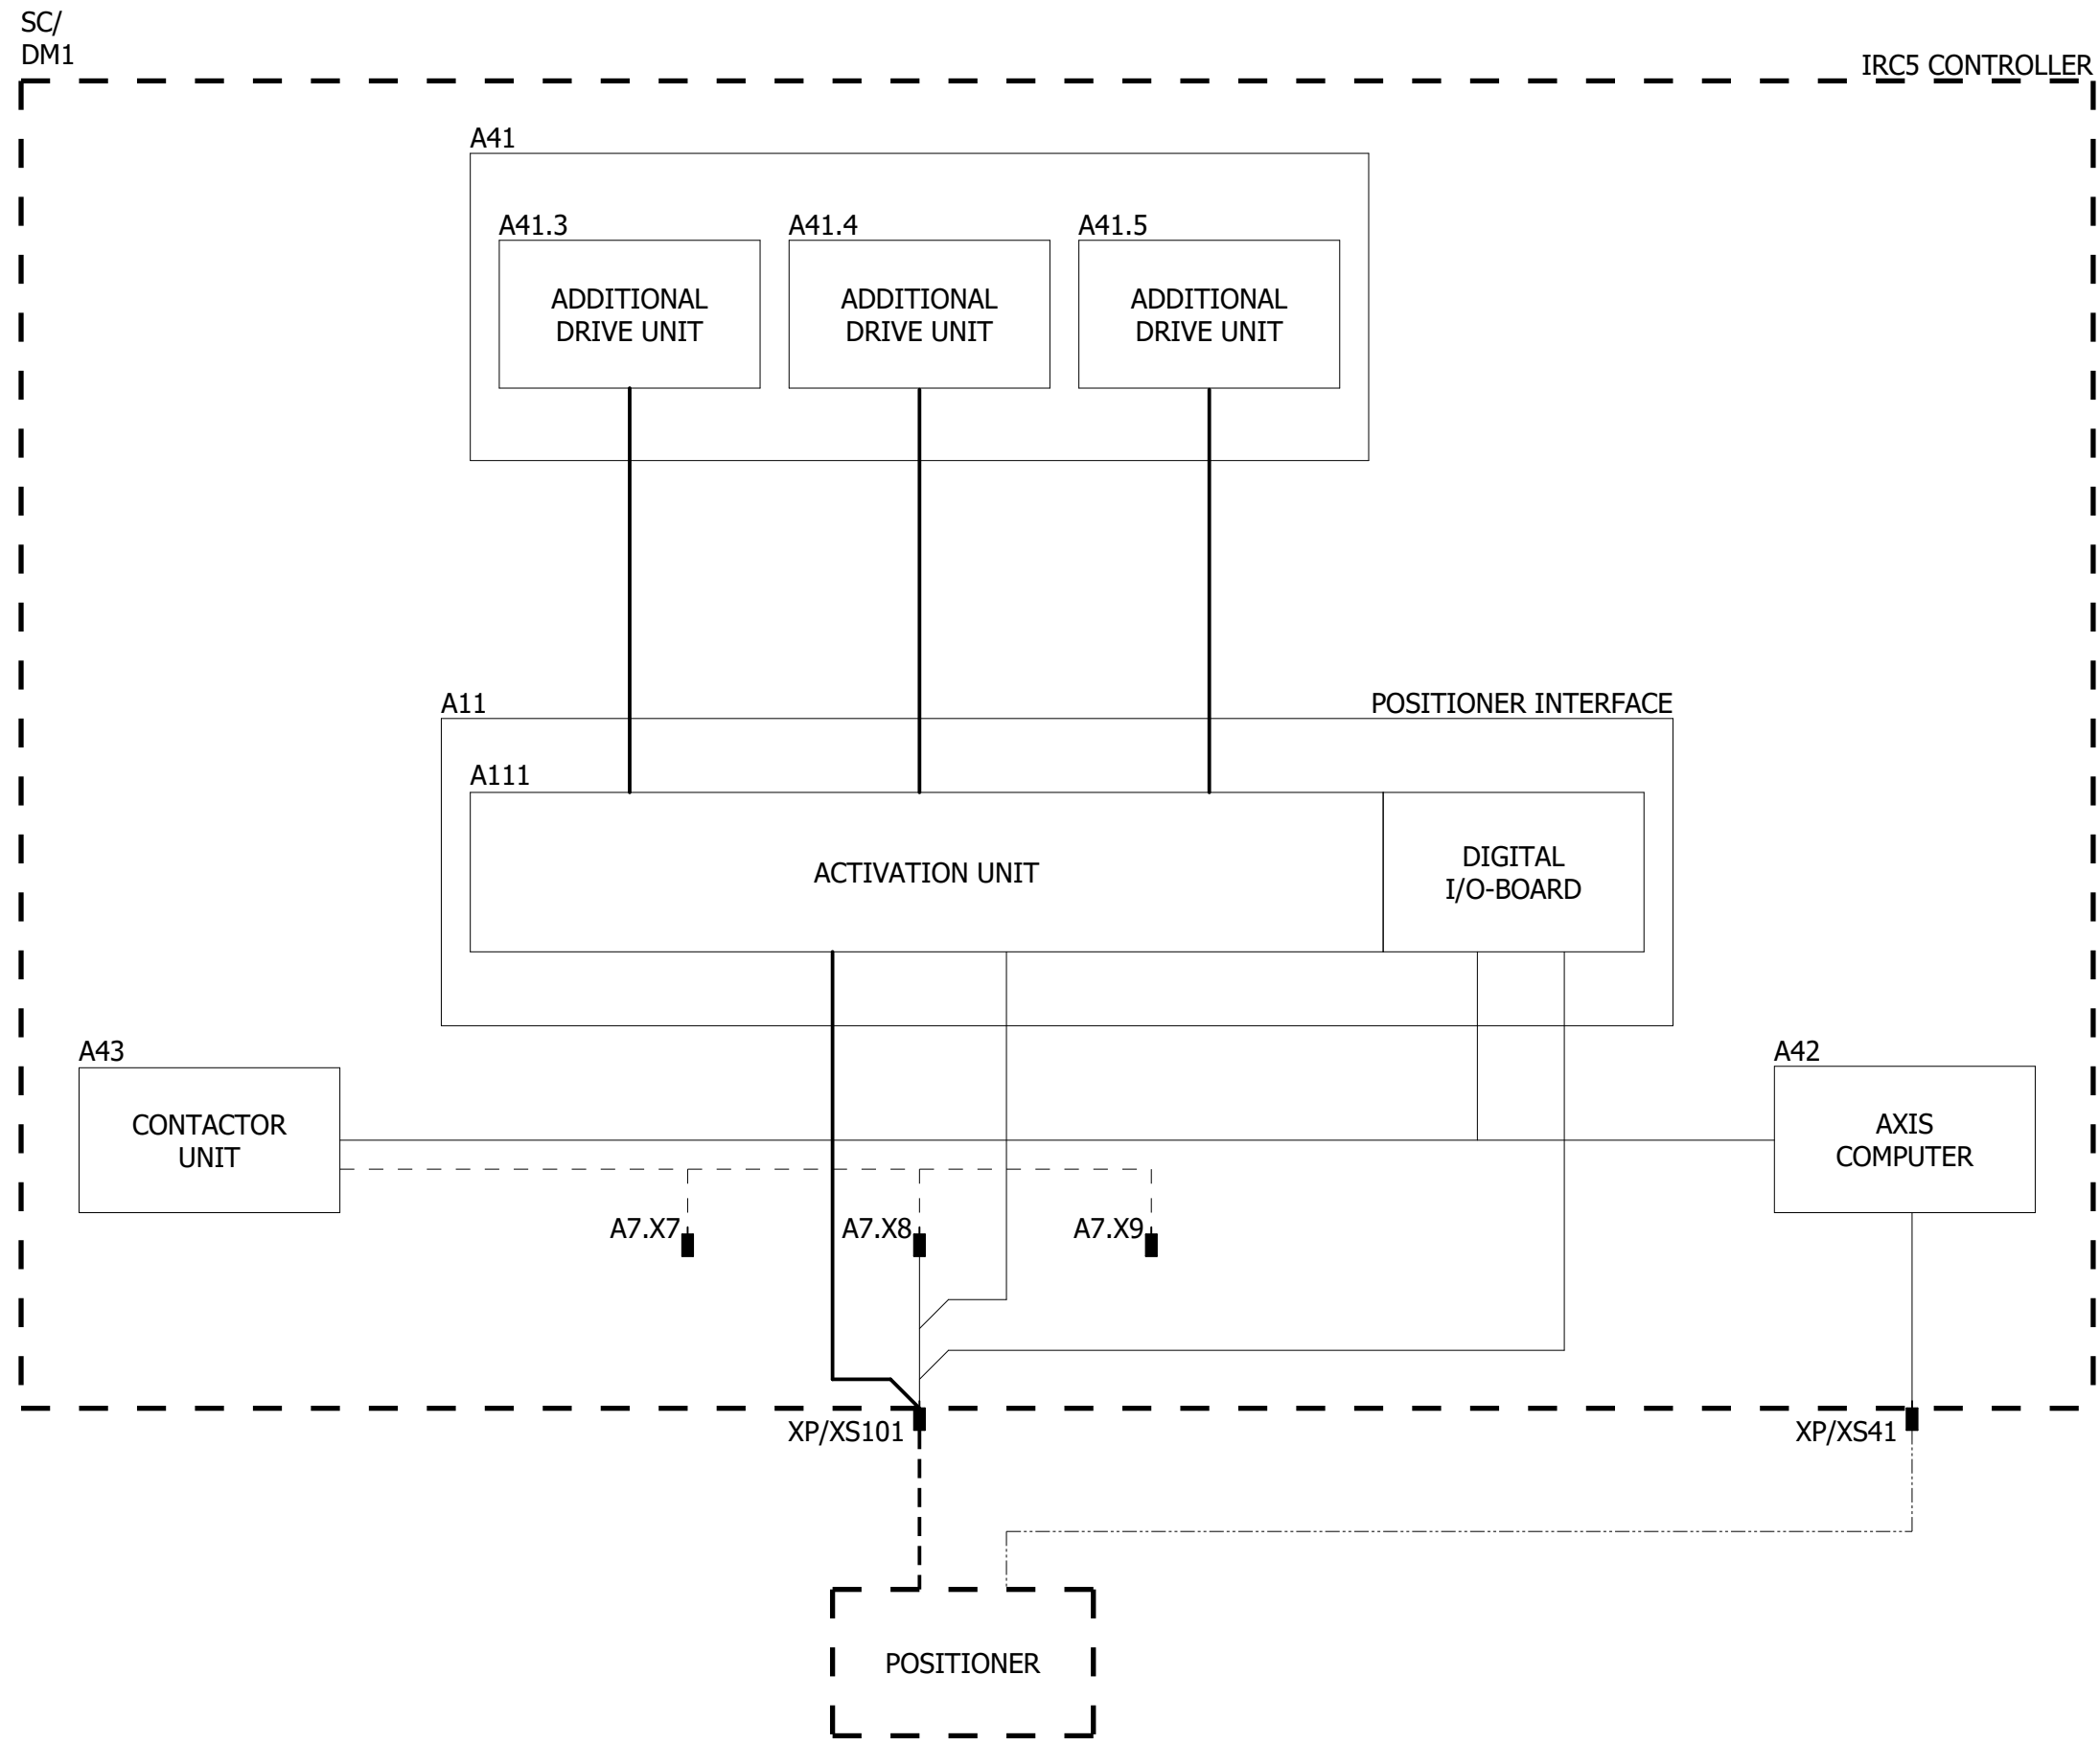 SC/
DM1
IRC5 CONTROLLER
A41
A41.3
A41.4
A41.5
ADDITIONAL
DRIVE UNIT
ADDITIONAL
DRIVE UNIT
ADDITIONAL
DRIVE UNIT
A11
POSITIONER INTERFACE
A111
ACTIVATION UNIT
DIGITAL
I/O-BOARD
A43
CONTACTOR
UNIT
A42
AXIS
COMPUTER
A7.X7
A7.X8
A7.X9
XP/XS101
XP/XS41
POSITIONER